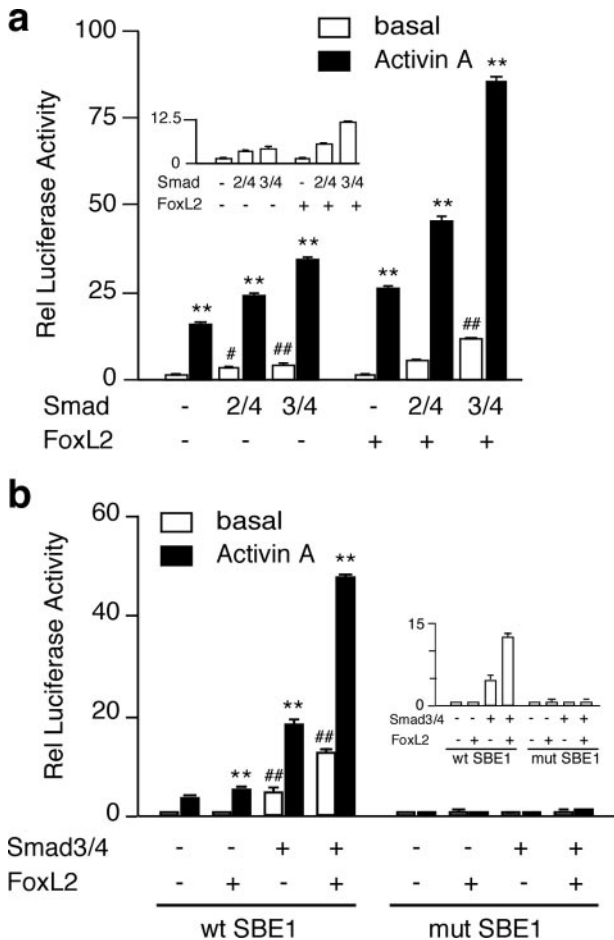 a
basal
Activin A
Rel Luciferase Activity
100
75
50
25
0
12.5
0
Smad - 2/4 3/4 - 2/4 3/4
FoxL2 - - - + + +
** ** ** ** ** **
# ## ##
Smad - 2/4 3/4 - 2/4 3/4
FoxL2 - - - + + +
b
basal
Activin A
Rel Luciferase Activity
60
40
20
0
** ** **
## ##
15
0
Smad3/4 - - + + - - + +
FoxL2 - + - + - + - +
wt SBE1 mut SBE1
Smad3/4 - - + + - - + +
FoxL2 - + - + - + - +
wt SBE1 mut SBE1